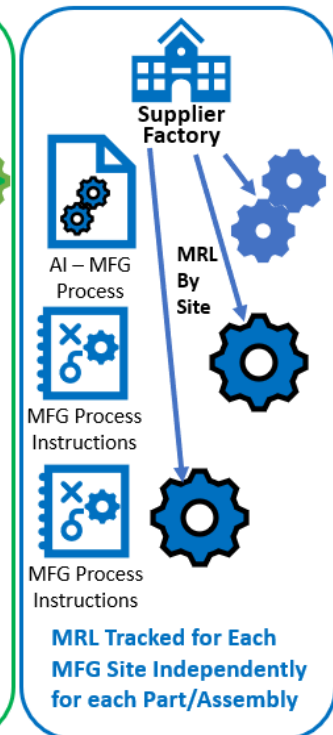 Supplier
Factory
AI – MFG
Process
MRL
By
Site
MFG Process
Instructions
MFG Process
Instructions
MRL Tracked for Each
MFG Site Independently
for each Part/Assembly